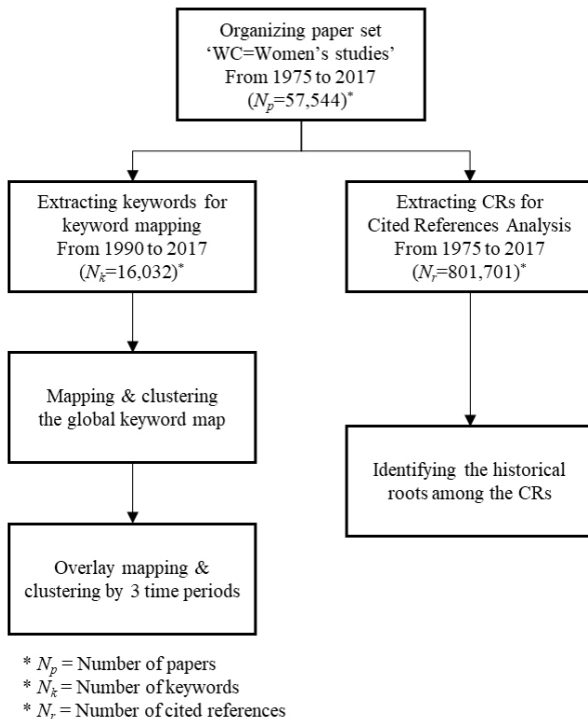 Organizing paper set
‘WC=Women’s studies’
From 1975 to 2017
(Np=57,544)*
Extracting keywords for
keyword mapping
From 1990 to 2017
(Nk=16,032)*
Mapping & clustering
the global keyword map
Overlay mapping &
clustering by 3 time periods
Extracting CRs for
Cited References Analysis
From 1975 to 2017
(Nr=801,701)*
Identifying the historical
roots among the CRs
* Np = Number of papers
* Nk = Number of keywords
* Nr = Number of cited references